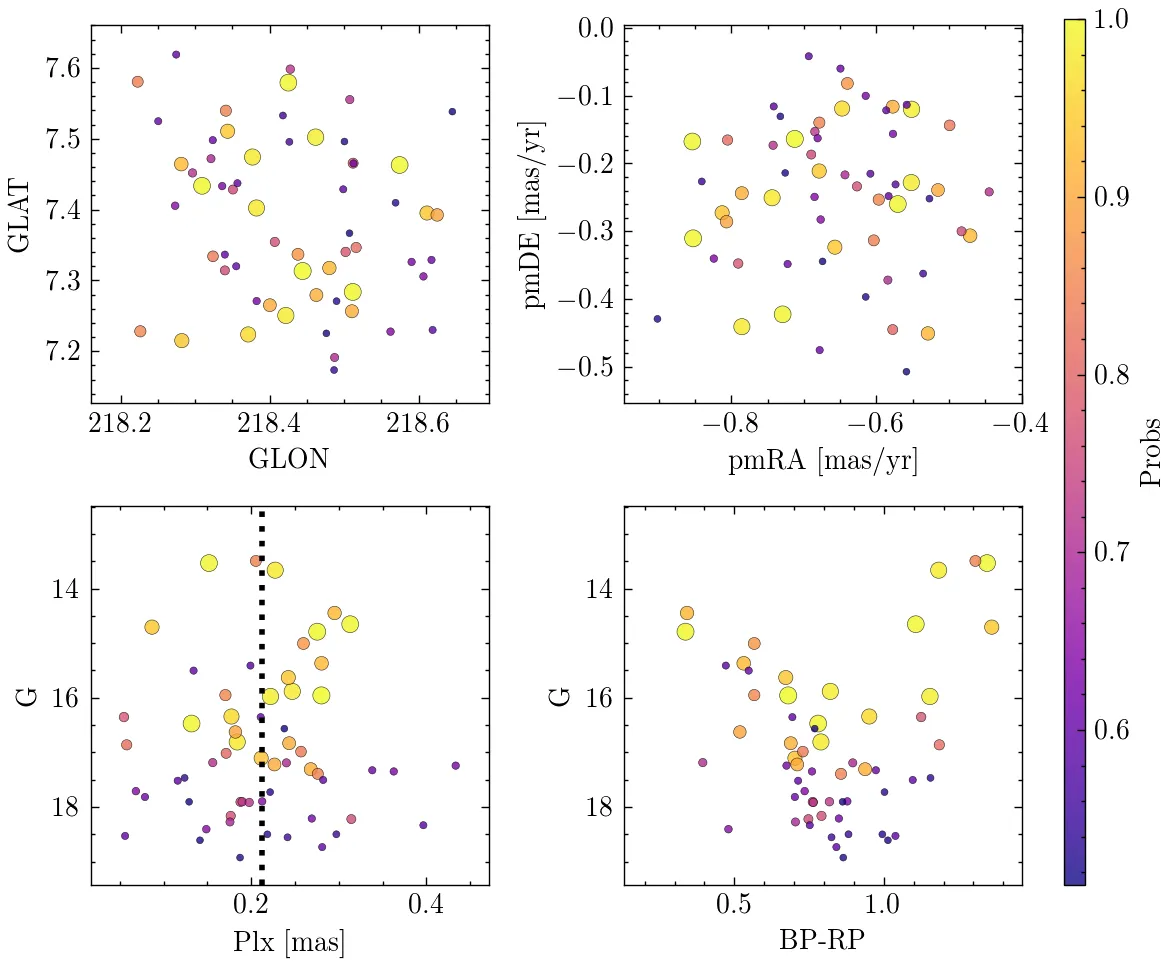 7.6
7.5
7.4
7.3
7.2
GLAT
218.2 218.4 218.6
GLON
0.0
−0.1
−0.2
−0.3
−0.4
−0.5
pmDE [mas/yr]
−0.8 −0.6 −0.4
pmRA [mas/yr]
14
16
18
G
0.2 0.4
Plx [mas]
14
16
18
G
0.5 1.0
BP-RP
1.0
0.9
0.8
0.7
0.6
Probs